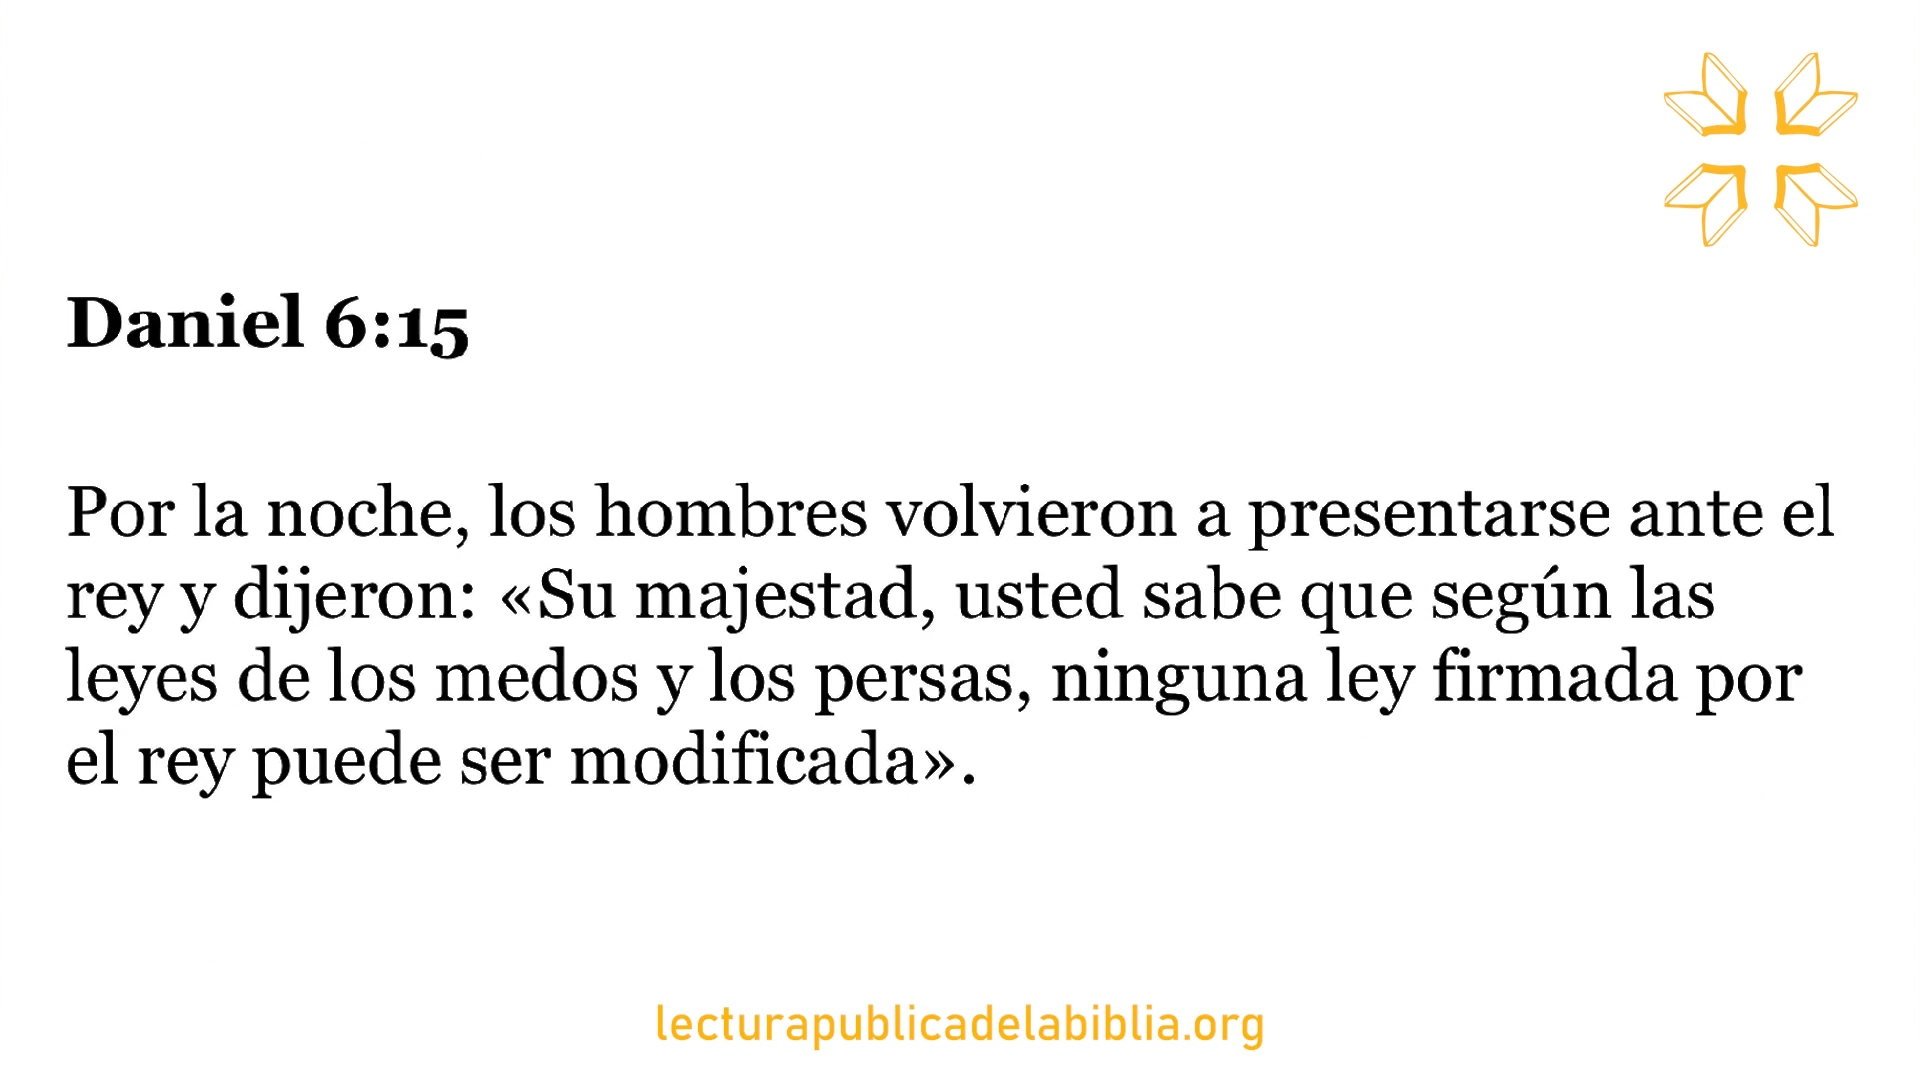 Daniel 6:15
Por la noche, los hombres volvieron a presentarse ante el
rey y dijeron: «Su majestad, usted sabe que según las
leyes de los medos y los persas, ninguna ley firmada por
el rey puede ser modificada».
lecturapublicadelabiblia.org